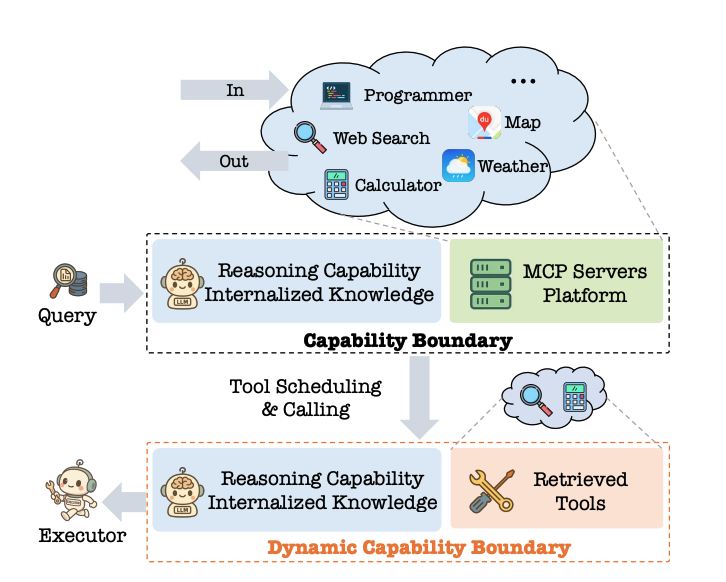 In
...
Programmer
du
Map
Web Search
Out
Weather
Calculator
Reasoning Capability
Internalized Knowledge
LLM
MCP Servers
Platform
Query
Capability Boundary
Tool Scheduling
& Calling
Reasoning Capability
Internalized Knowledge
LLM
Retrieved
Tools
Executor
Dynamic Capability Boundary